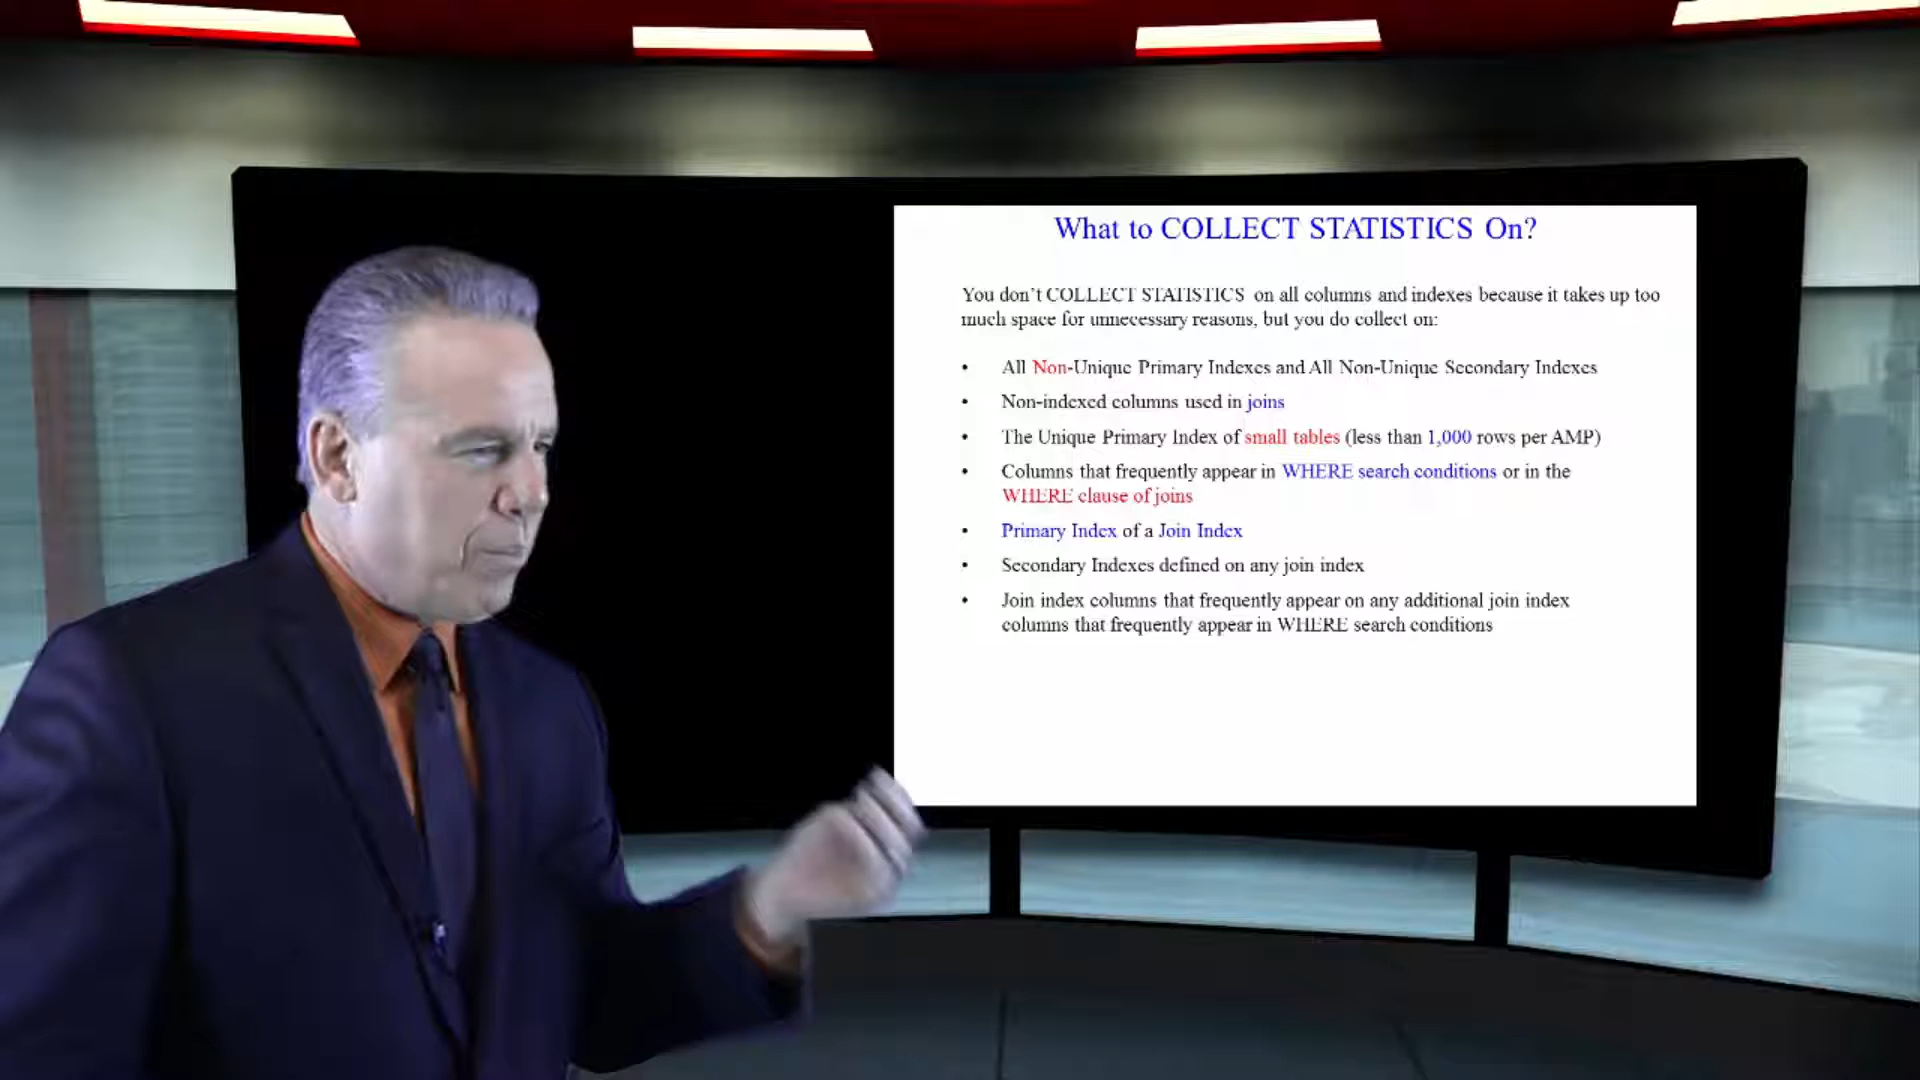 What to COLLECT STATISTICS On?
You don't COLLECT STATISTICS on all columns and indexes because it takes up too
much space for unnecessary reasons, but you do collect on:
• All Non-Unique Primary Indexes and All Non-Unique Secondary Indexes
• Non-indexed columns used in joins
• The Unique Primary Index of small tables (less than 1,000 rows per AMP)
• Columns that frequently appear in WHERE search conditions or in the
WHERE clause of joins
• Primary Index of a Join Index
• Secondary Indexes defined on any join index
• Join index columns that frequently appear on any additional join index
columns that frequently appear in WHERE search conditions